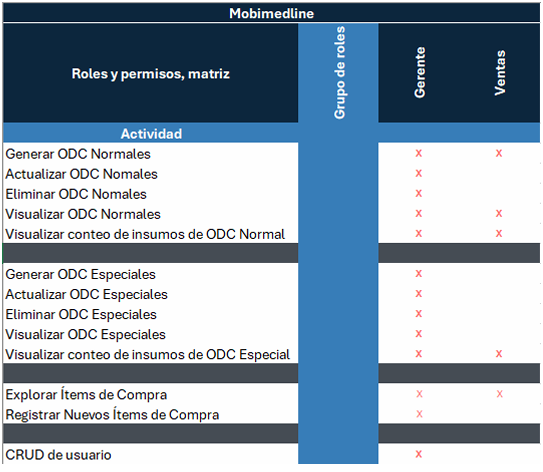 Mobimedline
Roles y permisos, matriz
Grupo de roles
Gerente
Ventas
Actividad
Generar ODC Normales x x
Actualizar ODC Nomales x
Eliminar ODC Nomales x
Visualizar ODC Normales x x
Visualizar conteo de insumos de ODC Normal x x
Generar ODC Especiales x
Actualizar ODC Especiales x
Eliminar ODC Especiales x
Visualizar ODC Especiales x
Visualizar conteo de insumos de ODC Especial x x
Explorar Ítems de Compra x x
Registrar Nuevos Ítems de Compra x
CRUD de usuario x